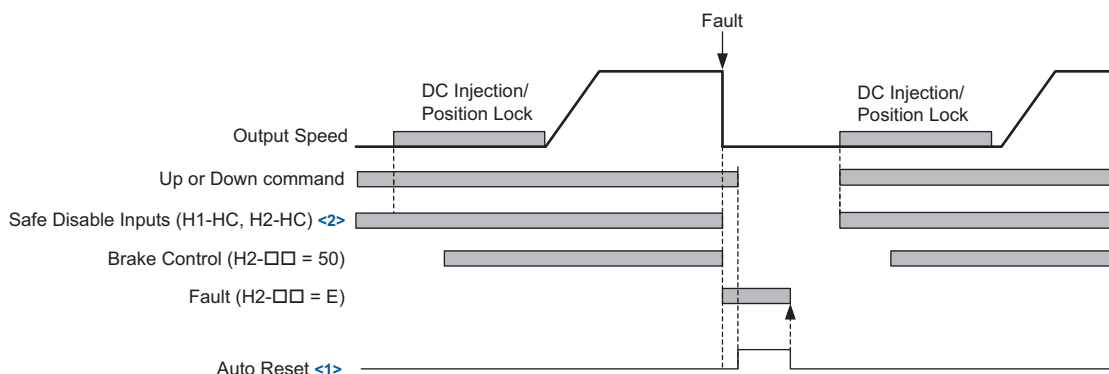 Fault
DC Injection/
Position Lock
DC Injection/
Position Lock
Output Speed
Up or Down command
Safe Disable Inputs (H1-HC, H2-HC) <2>
Brake Control (H2-□□ = 50)
Fault (H2-□□ = E)
Auto Reset <1>